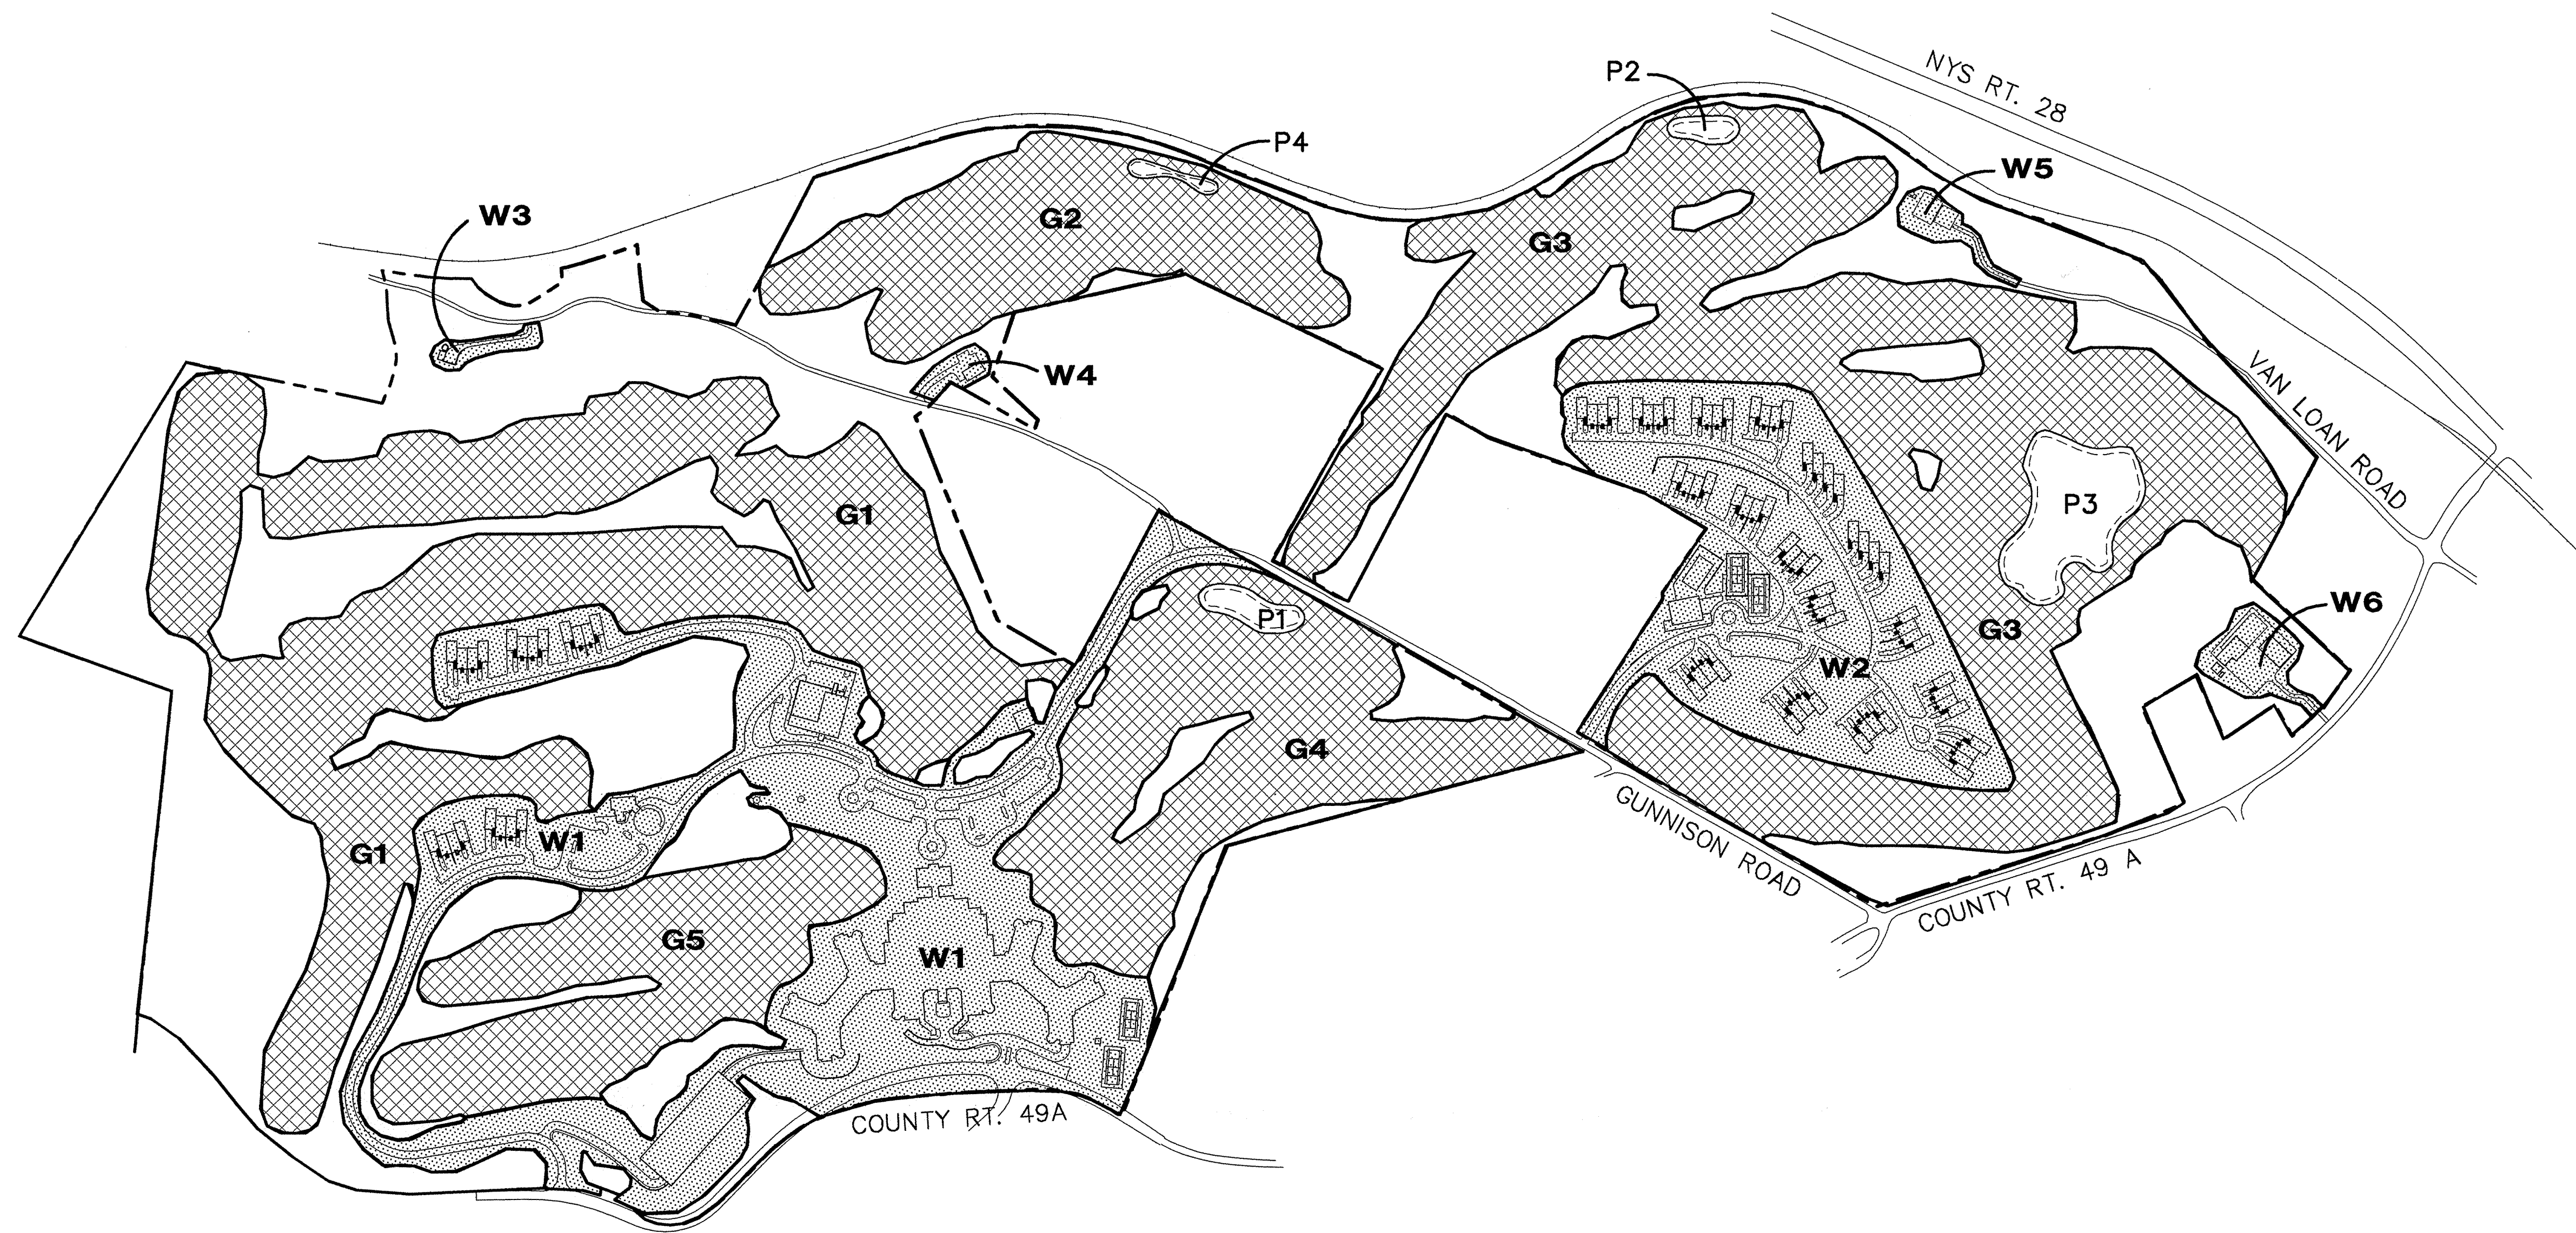 NYS RT. 28
P2
P4
W5
W3
G2
G3
VAN LOAN ROAD
W4
P3
G1
P1
W6
G3
W2
G4
GUNNISON ROAD
G1
W1
COUNTY RT. 49 A
G5
W1
COUNTY RT. 49A